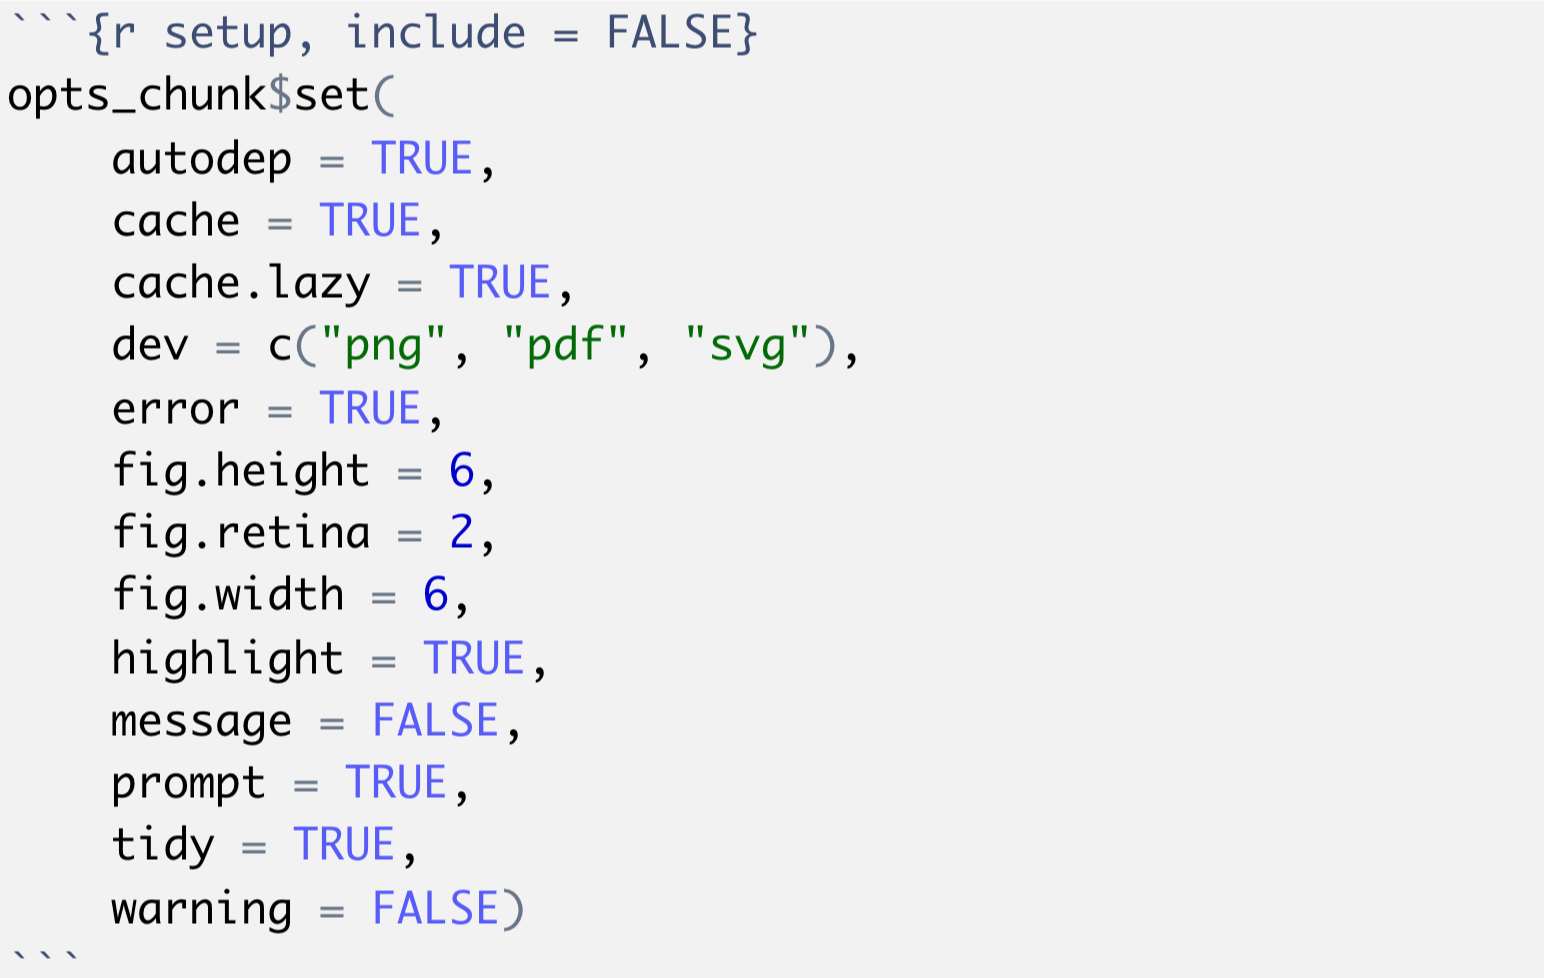 ```{r setup, include = FALSE}
opts_chunk$set(
    autodep = TRUE,
    cache = TRUE,
    cache.lazy = TRUE,
    dev = c("png", "pdf", "svg"),
    error = TRUE,
    fig.height = 6,
    fig.retina = 2,
    fig.width = 6,
    highlight = TRUE,
    message = FALSE,
    prompt = TRUE,
    tidy = TRUE,
    warning = FALSE)
```